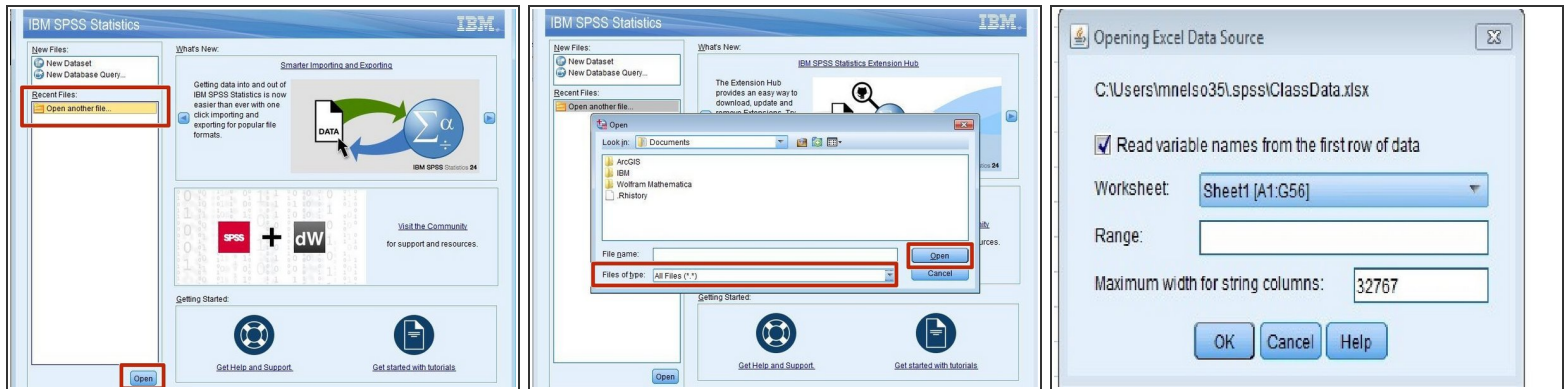 IBM SPSS Statistics
IBM
New Files:
New Dataset
New Database Query...
Recent Files:
Open another file...
Open
What's New:
Smarter Importing and Exporting
Getting data into and out of
IBM SPSS Statistics is now
easier than ever with one
click importing and
exporting for popular file
formats.
DATA
Σα
÷
IBM SPSS Statistics 24
SPSS + dW
Visit the Community
for support and resources.
Getting Started:
Get Help and Support.
Get started with tutorials
IBM SPSS Statistics
IBM
New Files:
New Dataset
New Database Query...
Recent Files:
Open another file...
Open
What's New:
IBM SPSS Statistics Extension Hub
The Extension Hub
provides an easy way to
download, update and
24
Open
Look in: Documents
ArcGIS
IBM
Wolfram Mathematica
.Rhistory
File name:
Open
Files of type: All Files (*.*)
Cancel
Getting Started:
Get Help and Support.
Get started with tutorials
Opening Excel Data Source
C:\Users\mnelso35\.spss\ClassData.xlsx
Read variable names from the first row of data
Worksheet: Sheet1 [A1:G56]
Range:
Maximum width for string columns: 32767
OK Cancel Help